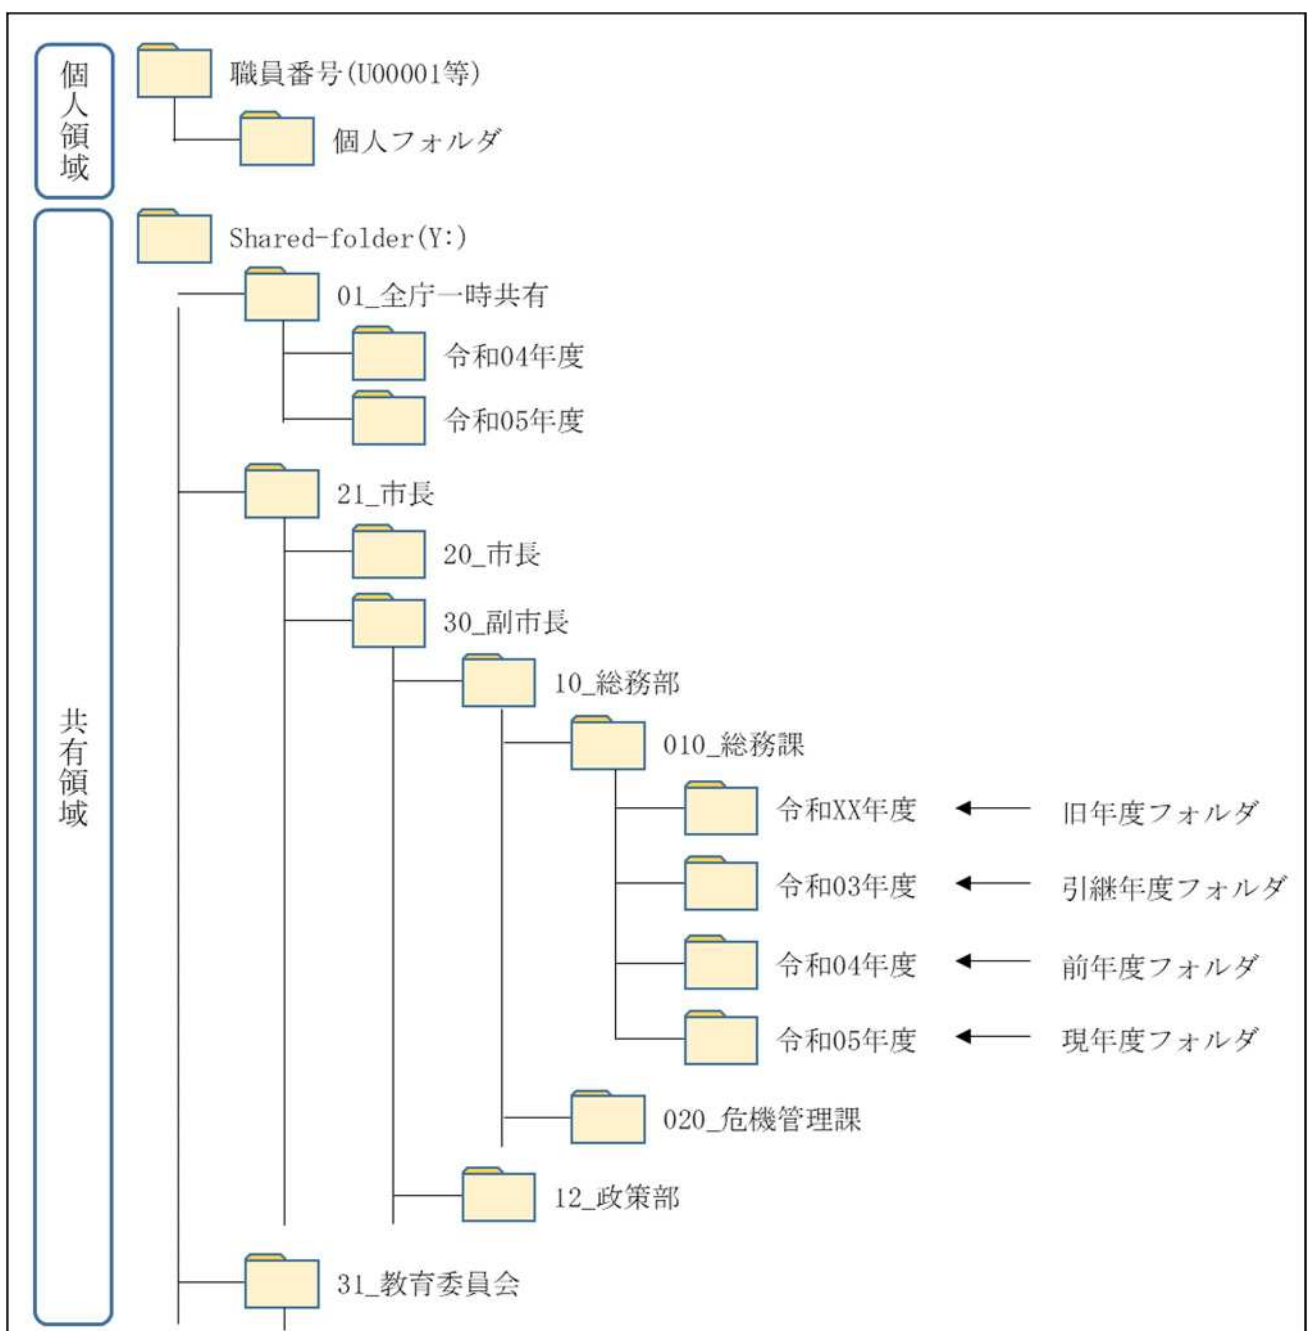 個人領域
職員番号(U00001等)
個人フォルダ
共有領域
Shared-folder(Y:)
01_全庁一時共有
令和04年度
令和05年度
21_市長
20_市長
30_副市長
10_総務部
010_総務課
令和XX年度 旧年度フォルダ
令和03年度 引継年度フォルダ
令和04年度 前年度フォルダ
令和05年度 現年度フォルダ
020_危機管理課
12_政策部
31_教育委員会